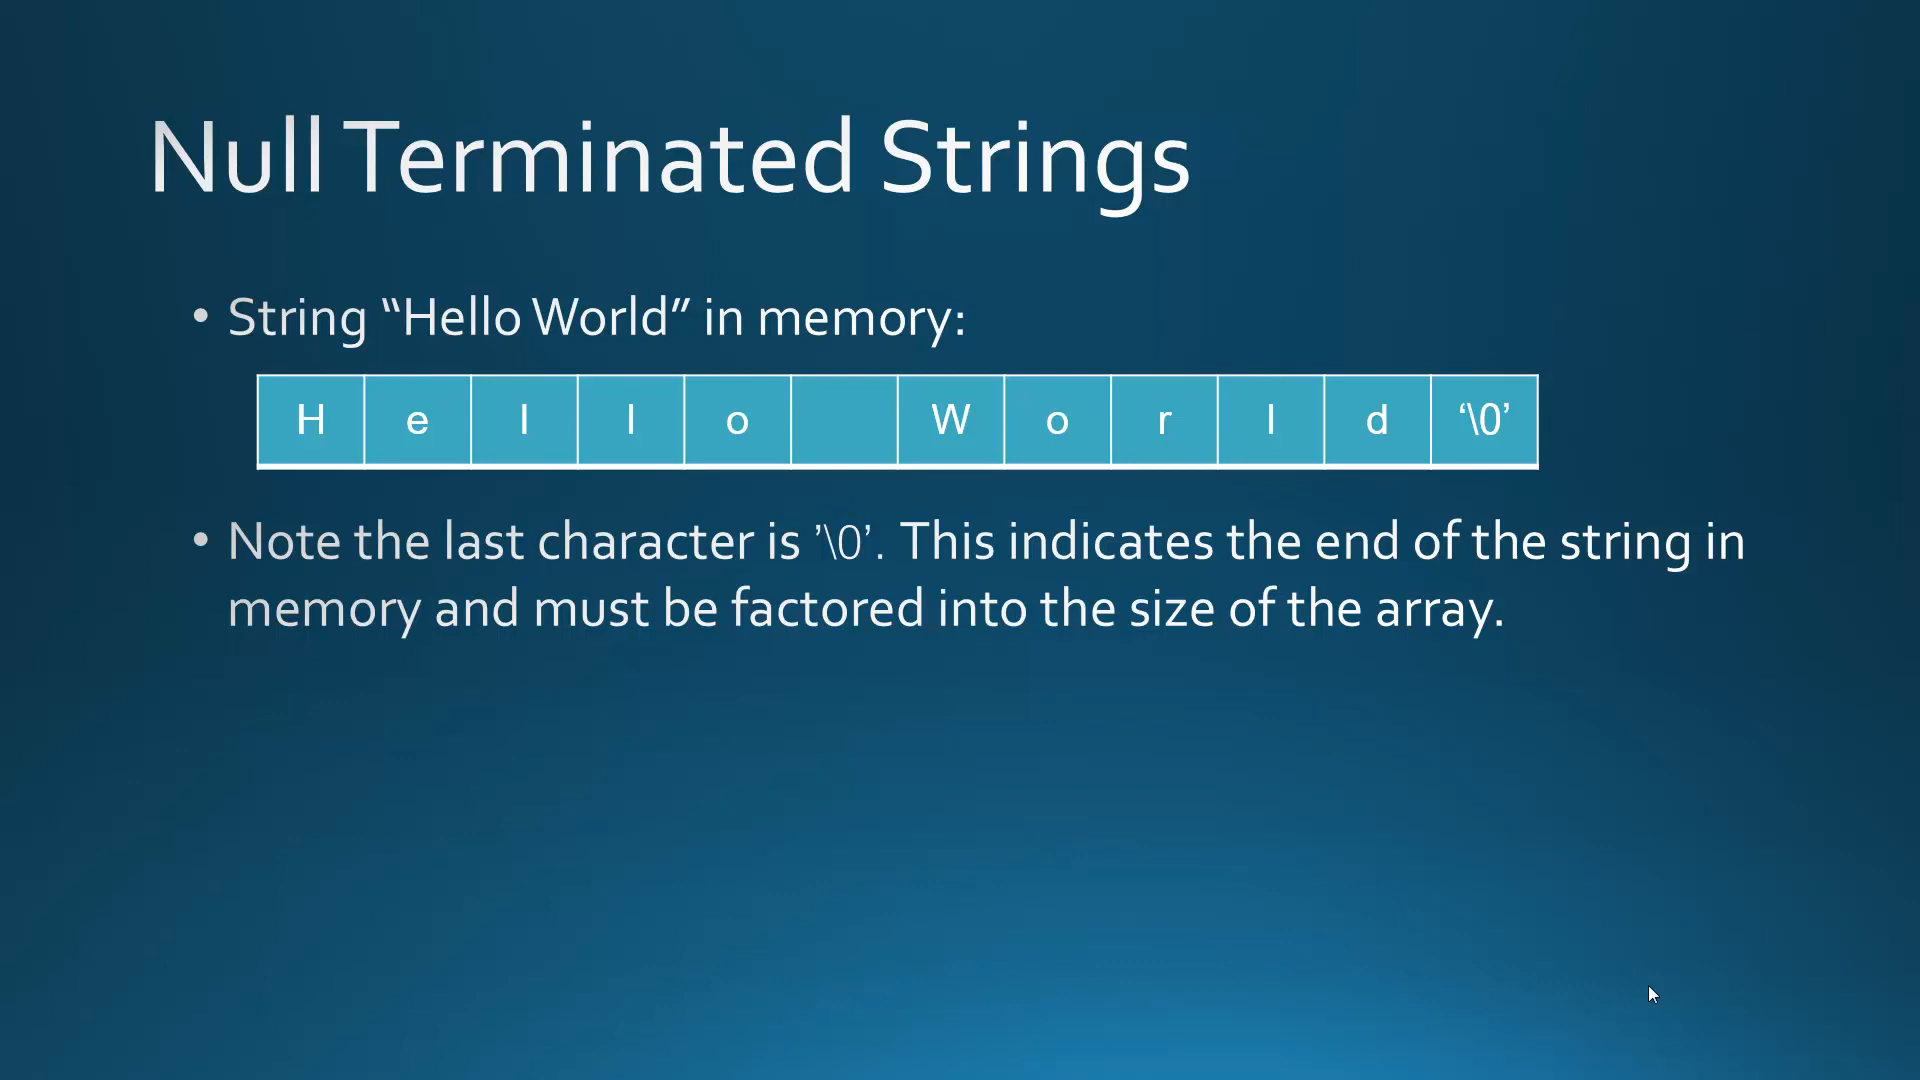 Null Terminated Strings
• String “Hello World” in memory:
H e l l o W o r l d ‘\0’
• Note the last character is ’\0’. This indicates the end of the string in
memory and must be factored into the size of the array.